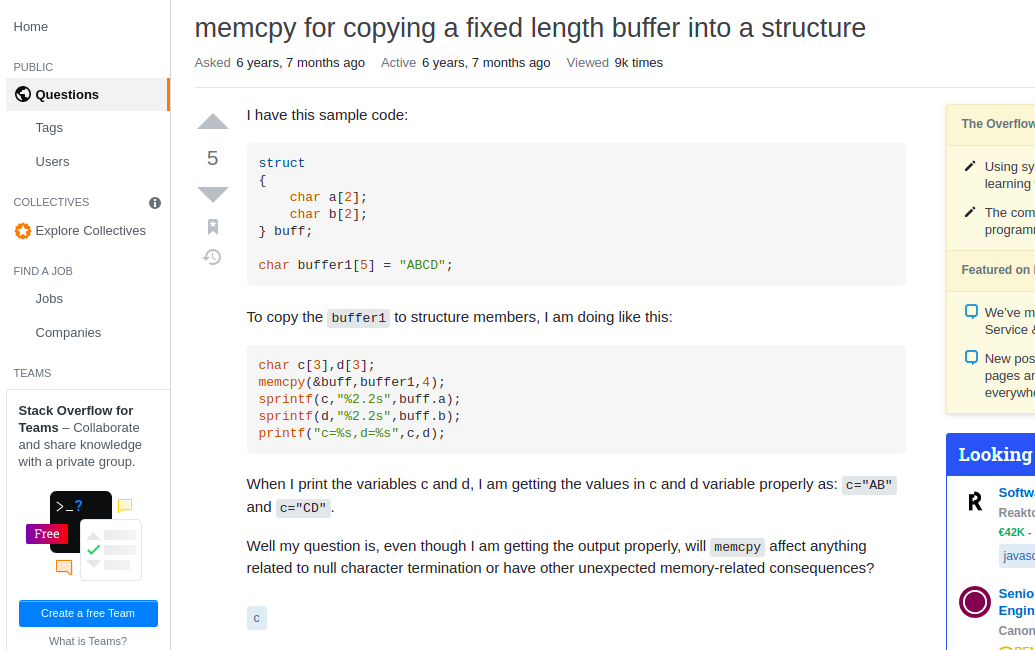 Home
PUBLIC
Questions
Tags
Users
COLLECTIVES
Explore Collectives
FIND A JOB
Jobs
Companies
TEAMS
Stack Overflow for
Teams – Collaborate
and share knowledge
with a private group.
>_?
Free
Create a free Team
What is Teams?
memcpy for copying a fixed length buffer into a structure
Asked 6 years, 7 months ago Active 6 years, 7 months ago Viewed 9k times
5
I have this sample code:
struct
{
    char a[2];
    char b[2];
} buff;
char buffer1[5] = "ABCD";
To copy the buffer1 to structure members, I am doing like this:
char c[3],d[3];
memcpy(&buff,buffer1,4);
sprintf(c,"%2.2s",buff.a);
sprintf(d,"%2.2s",buff.b);
printf("c=%s,d=%s",c,d);
When I print the variables c and d, I am getting the values in c and d variable properly as: c="AB"
and c="CD".
Well my question is, even though I am getting the output properly, will memcpy affect anything
related to null character termination or have other unexpected memory-related consequences?
c
The Overflow
Using sy
learning
The com
programm
Featured on
We've m
Service &
New pos
pages an
everywhe
Looking
Softwa
Reakto
€42K -
javasc
Senio
Engin
Canon